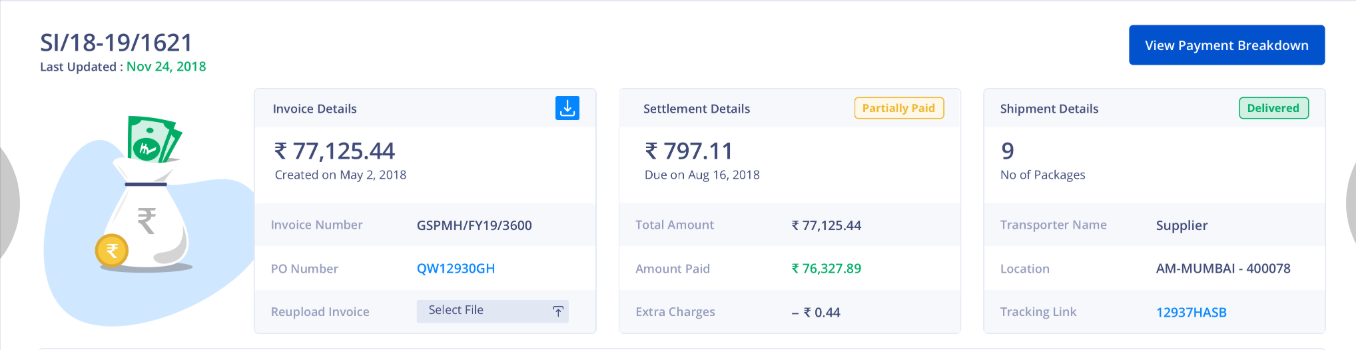 SI/18-19/1621
Last Updated : Nov 24, 2018
View Payment Breakdown
Invoice Details
₹ 77,125.44
Created on May 2, 2018
Invoice Number GSPMH/FY19/3600
PO Number QW12930GH
Reupload Invoice Select File
Settlement Details Partially Paid
₹ 797.11
Due on Aug 16, 2018
Total Amount ₹ 77,125.44
Amount Paid ₹ 76,327.89
Extra Charges – ₹ 0.44
Shipment Details Delivered
9
No of Packages
Transporter Name Supplier
Location AM-MUMBAI - 400078
Tracking Link 12937HASB
₹
₹